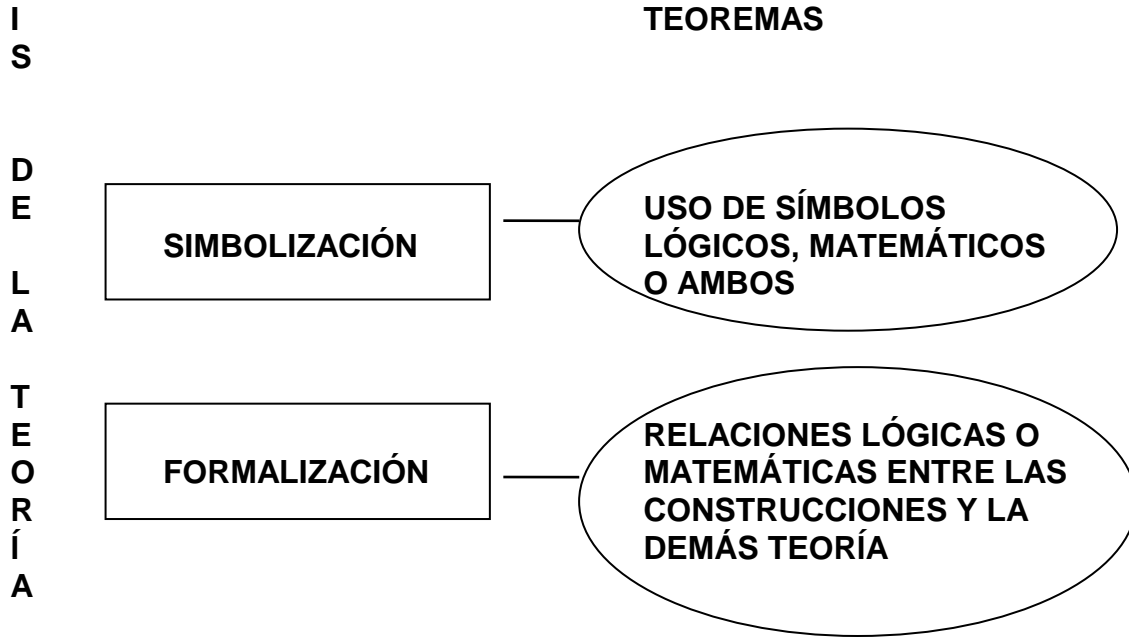 I
S
D
E
L
A
T
E
O
R
Í
A
TEOREMAS
SIMBOLIZACIÓN
USO DE SÍMBOLOS
LÓGICOS, MATEMÁTICOS
O AMBOS
FORMALIZACIÓN
RELACIONES LÓGICAS O
MATEMÁTICAS ENTRE LAS
CONSTRUCCIONES Y LA
DEMÁS TEORÍA